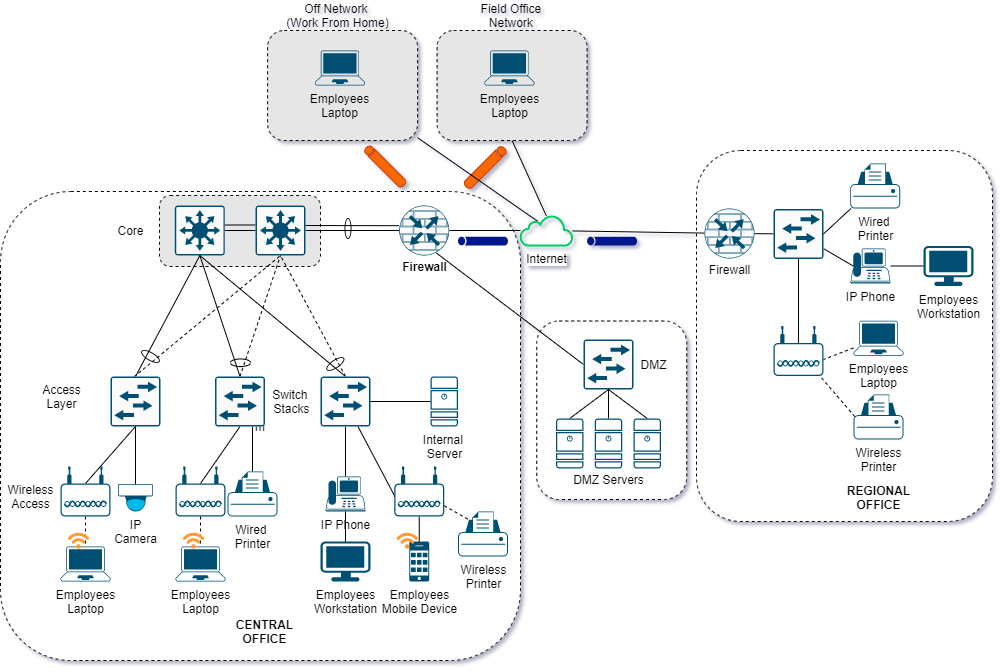 Off Network
(Work From Home)
Field Office
Network
Employees
Laptop
Employees
Laptop
Core
Firewall
Internet
Firewall
Wired
Printer
IP Phone
Employees
Workstation
Employees
Laptop
Wireless
Printer
REGIONAL
OFFICE
DMZ
DMZ Servers
Access
Layer
Switch
Stacks
Internal
Server
Wireless
Access
IP
Camera
Wired
Printer
IP Phone
Wireless
Printer
Employees
Laptop
Employees
Laptop
Employees
Workstation
Employees
Mobile Device
CENTRAL
OFFICE